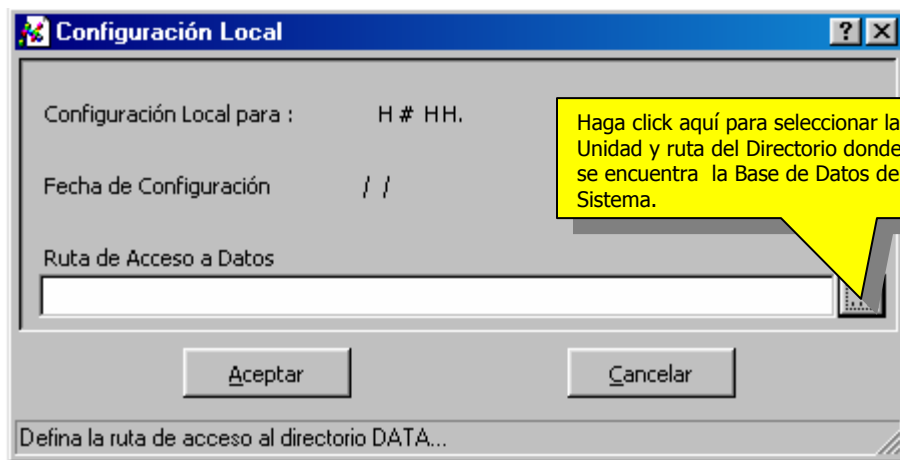 Configuración Local
Configuración Local para : H # HH.
Haga click aquí para seleccionar la
Unidad y ruta del Directorio donde
se encuentra la Base de Datos de
Sistema.
Fecha de Configuración / /
Ruta de Acceso a Datos
Aceptar Cancelar
Defina la ruta de acceso al directorio DATA...